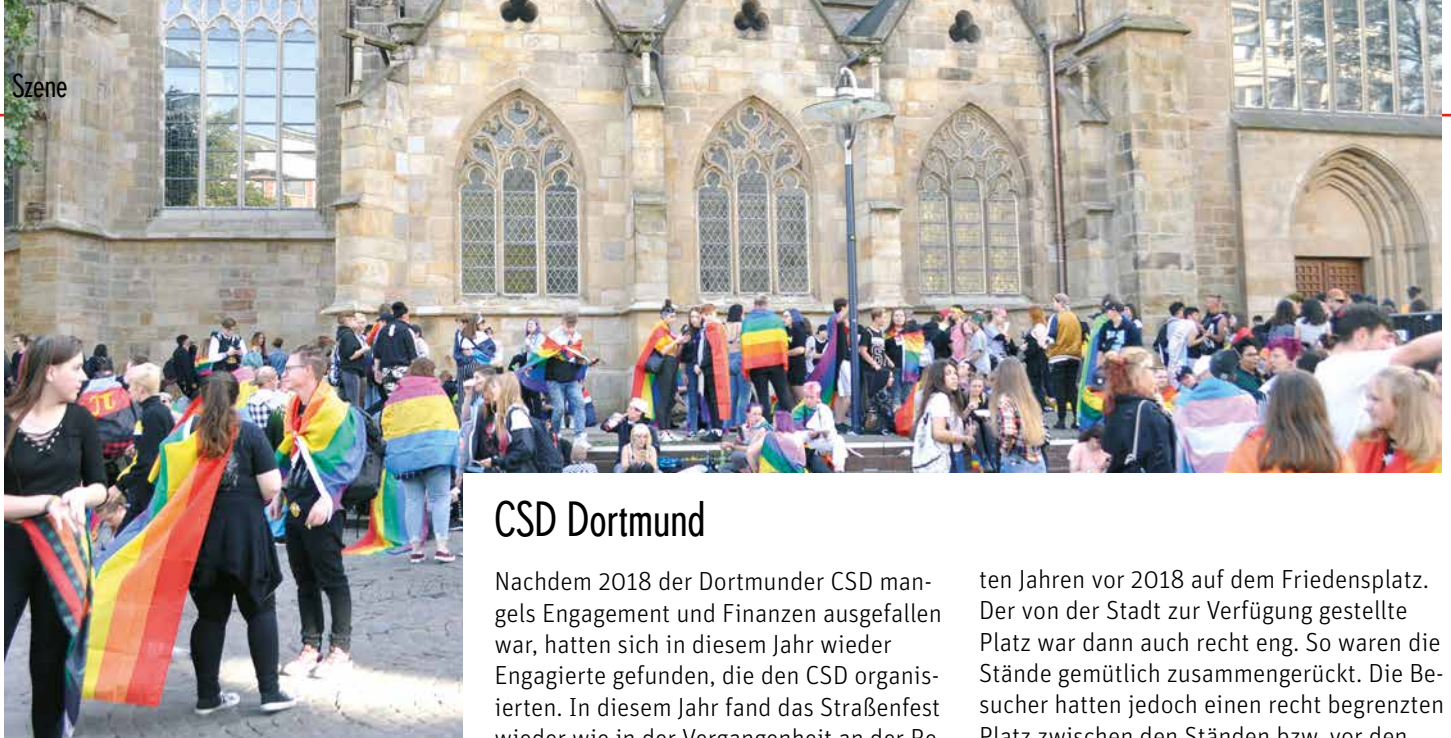 Szene
CSD Dortmund
Nachdem 2018 der Dortmunder CSD man-
gels Engagement und Finanzen ausgefallen
war, hatten sich in diesem Jahr wieder
Engagierte gefunden, die den CSD organis-
ierten. In diesem Jahr fand das Straßenfest
wieder wie in der Vergangenheit an der Re-
ten Jahren vor 2018 auf dem Friedensplatz.
Der von der Stadt zur Verfügung gestellte
Platz war dann auch recht eng. So waren die
Stände gemütlich zusammengerückt. Die Be-
sucher hatten jedoch einen recht begrenzten
Platz zwischen den Ständen bzw. vor den